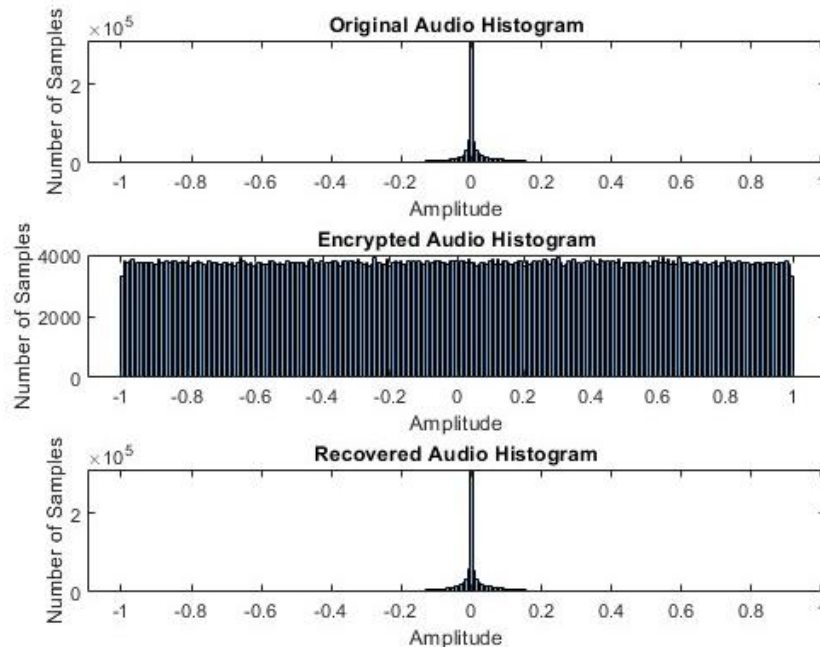 Original Audio Histogram
×10^5
Number of Samples
2
0
-1 -0.8 -0.6 -0.4 -0.2 0 0.2 0.4 0.6 0.8 1
Amplitude
Encrypted Audio Histogram
Number of Samples
4000
2000
0
-1 -0.8 -0.6 -0.4 -0.2 0 0.2 0.4 0.6 0.8 1
Amplitude
Recovered Audio Histogram
×10^5
Number of Samples
2
0
-1 -0.8 -0.6 -0.4 -0.2 0 0.2 0.4 0.6 0.8 1
Amplitude